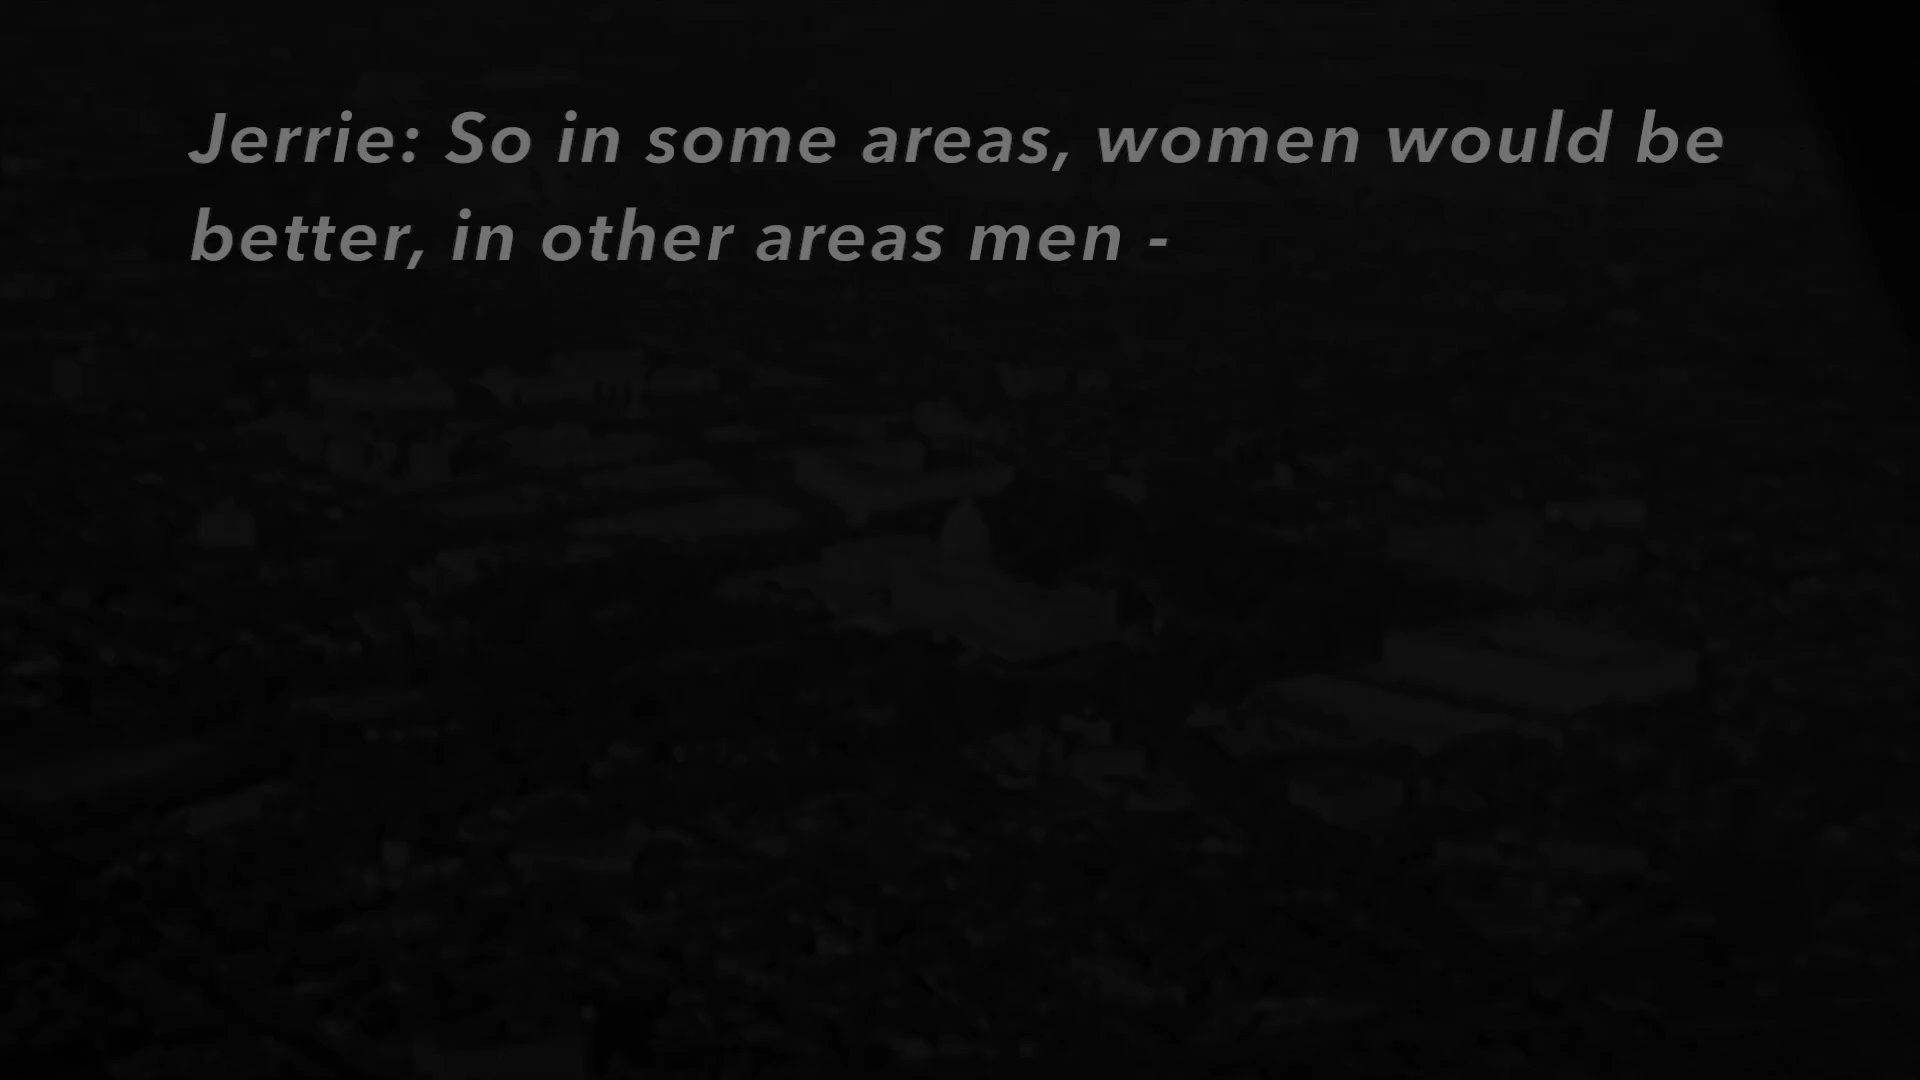 Jerrie: So in some areas, women would be
better, in other areas men -